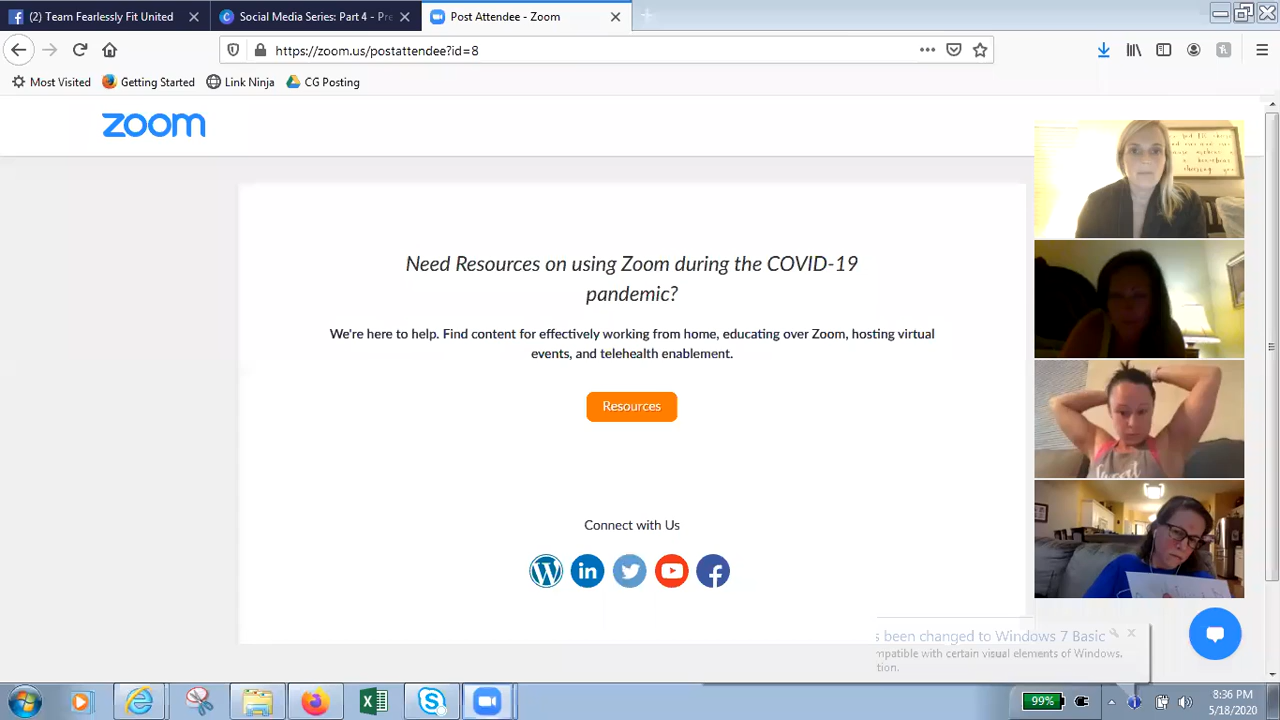 (2) Team Fearlessly Fit United
Social Media Series: Part 4 - Pre
Post Attendee - Zoom
https://zoom.us/postattendee?id=8
Most Visited
Getting Started
Link Ninja
CG Posting
zoom
Need Resources on using Zoom during the COVID-19
pandemic?
We're here to help. Find content for effectively working from home, educating over Zoom, hosting virtual
events, and telehealth enablement.
Resources
Connect with Us
s been changed to Windows 7 Basic
mpatible with certain visual elements of Windows.
tion.
99%
8:36 PM
5/18/2020